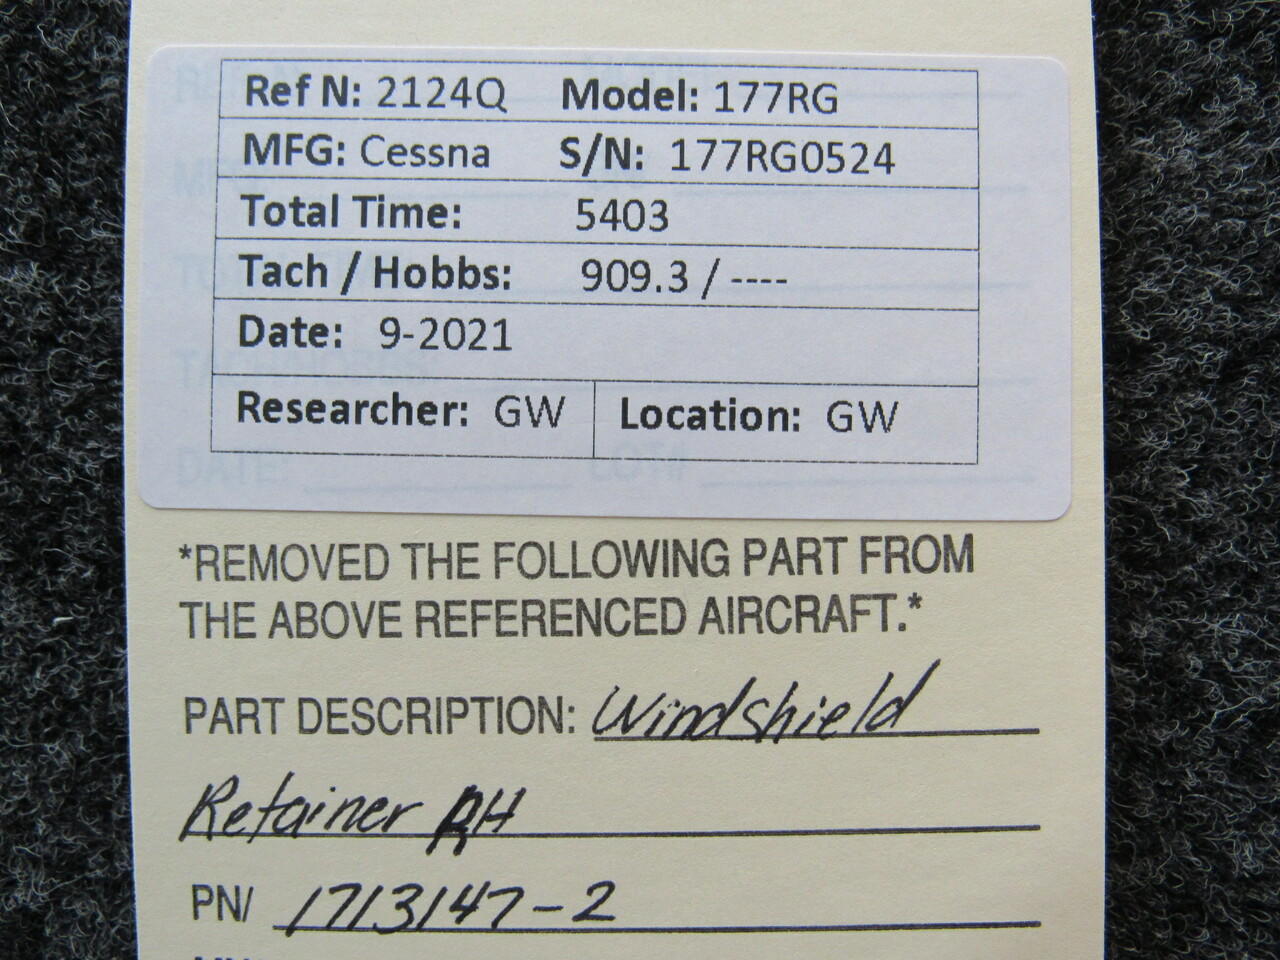 Ref N: 2124Q Model: 177RG
MFG: Cessna S/N: 177RG0524
Total Time: 5403
Tach / Hobbs: 909.3 / ----
Date: 9-2021
Researcher: GW Location: GW
*REMOVED THE FOLLOWING PART FROM
THE ABOVE REFERENCED AIRCRAFT.*
PART DESCRIPTION: Windshield
Retainer RH
PN/ 1713147-2